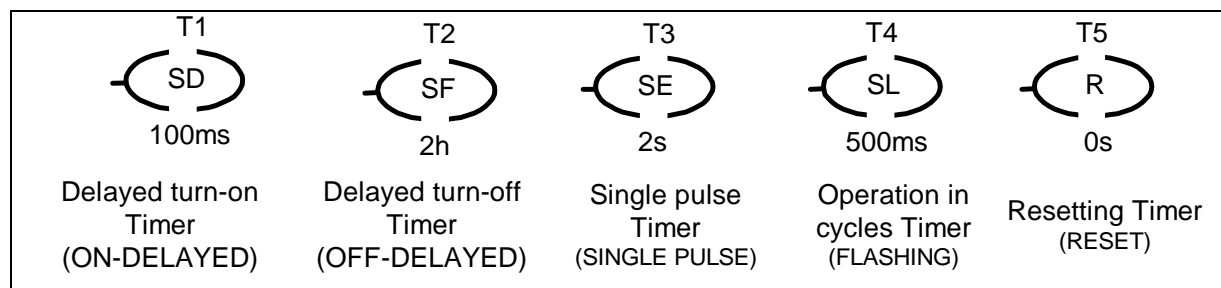 T1
SD
100ms
Delayed turn-on
Timer
(ON-DELAYED)
T2
SF
2h
Delayed turn-off
Timer
(OFF-DELAYED)
T3
SE
2s
Single pulse
Timer
(SINGLE PULSE)
T4
SL
500ms
Operation in
cycles Timer
(FLASHING)
T5
R
0s
Resetting Timer
(RESET)